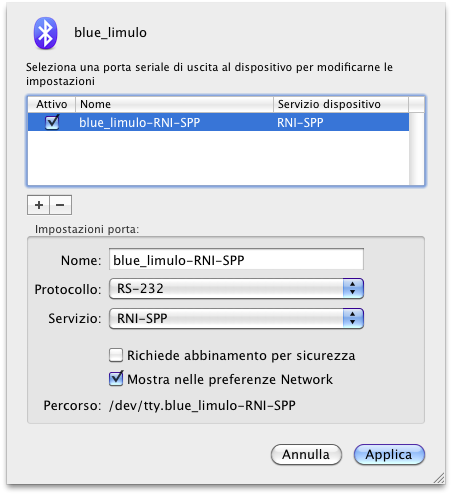 blue_limulo
Seleziona una porta seriale di uscita al dispositivo per modificarne le
impostazioni
Attivo Nome Servizio dispositivo
blue_limulo-RNI-SPP RNI-SPP
+ −
Impostazioni porta:
Nome: blue_limulo-RNI-SPP
Protocollo: RS-232
Servizio: RNI-SPP
Richiede abbinamento per sicurezza
Mostra nelle preferenze Network
Percorso: /dev/tty.blue_limulo-RNI-SPP
Annulla Applica